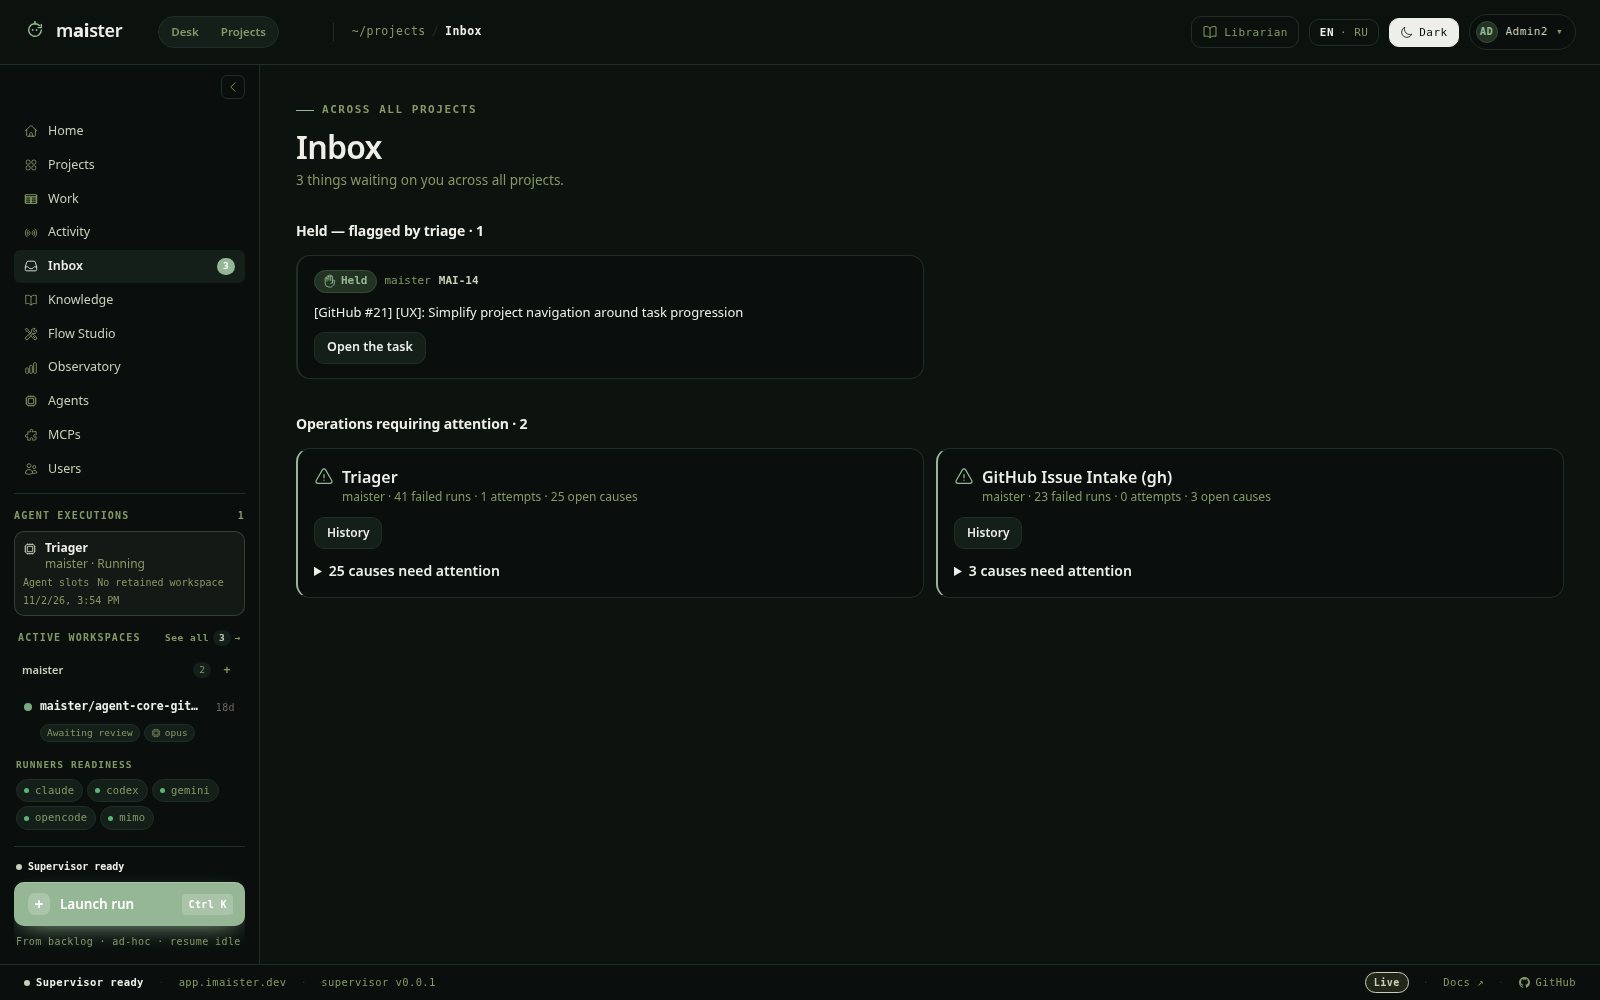 maister
Desk Projects
~/projects / Inbox
Librarian
EN · RU
Dark
AD Admin2 ▾
Home
Projects
Work
Activity
Inbox 3
Knowledge
Flow Studio
Observatory
Agents
MCPs
Users
AGENT EXECUTIONS 1
Triager
maister · Running
Agent slots No retained workspace
11/2/26, 3:54 PM
ACTIVE WORKSPACES See all 3 →
maister 2 +
maister/agent-core-git… 18d
Awaiting review opus
RUNNERS READINESS
claude codex gemini
opencode mimo
Supervisor ready
+ Launch run Ctrl K
From backlog · ad-hoc · resume idle
ACROSS ALL PROJECTS
Inbox
3 things waiting on you across all projects.
Held — flagged by triage · 1
Held maister MAI-14
[GitHub #21] [UX]: Simplify project navigation around task progression
Open the task
Operations requiring attention · 2
Triager
maister · 41 failed runs · 1 attempts · 25 open causes
History
▶ 25 causes need attention
GitHub Issue Intake (gh)
maister · 23 failed runs · 0 attempts · 3 open causes
History
▶ 3 causes need attention
Supervisor ready · app.imaister.dev · supervisor v0.0.1
Live · Docs ↗ · GitHub